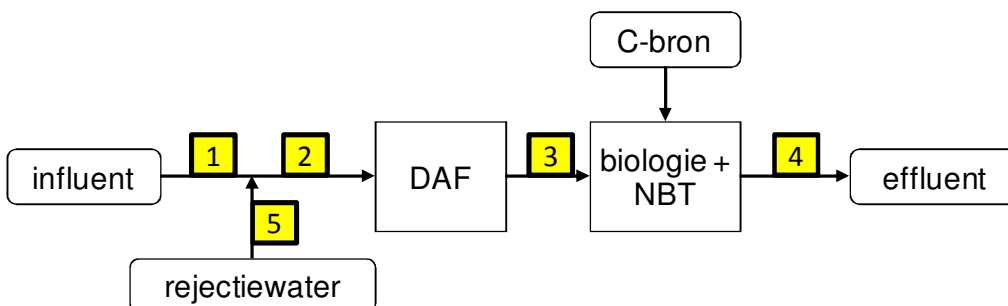 C-bron
1
2
3
4
influent
DAF
biologie +
NBT
effluent
5
rejectiewater